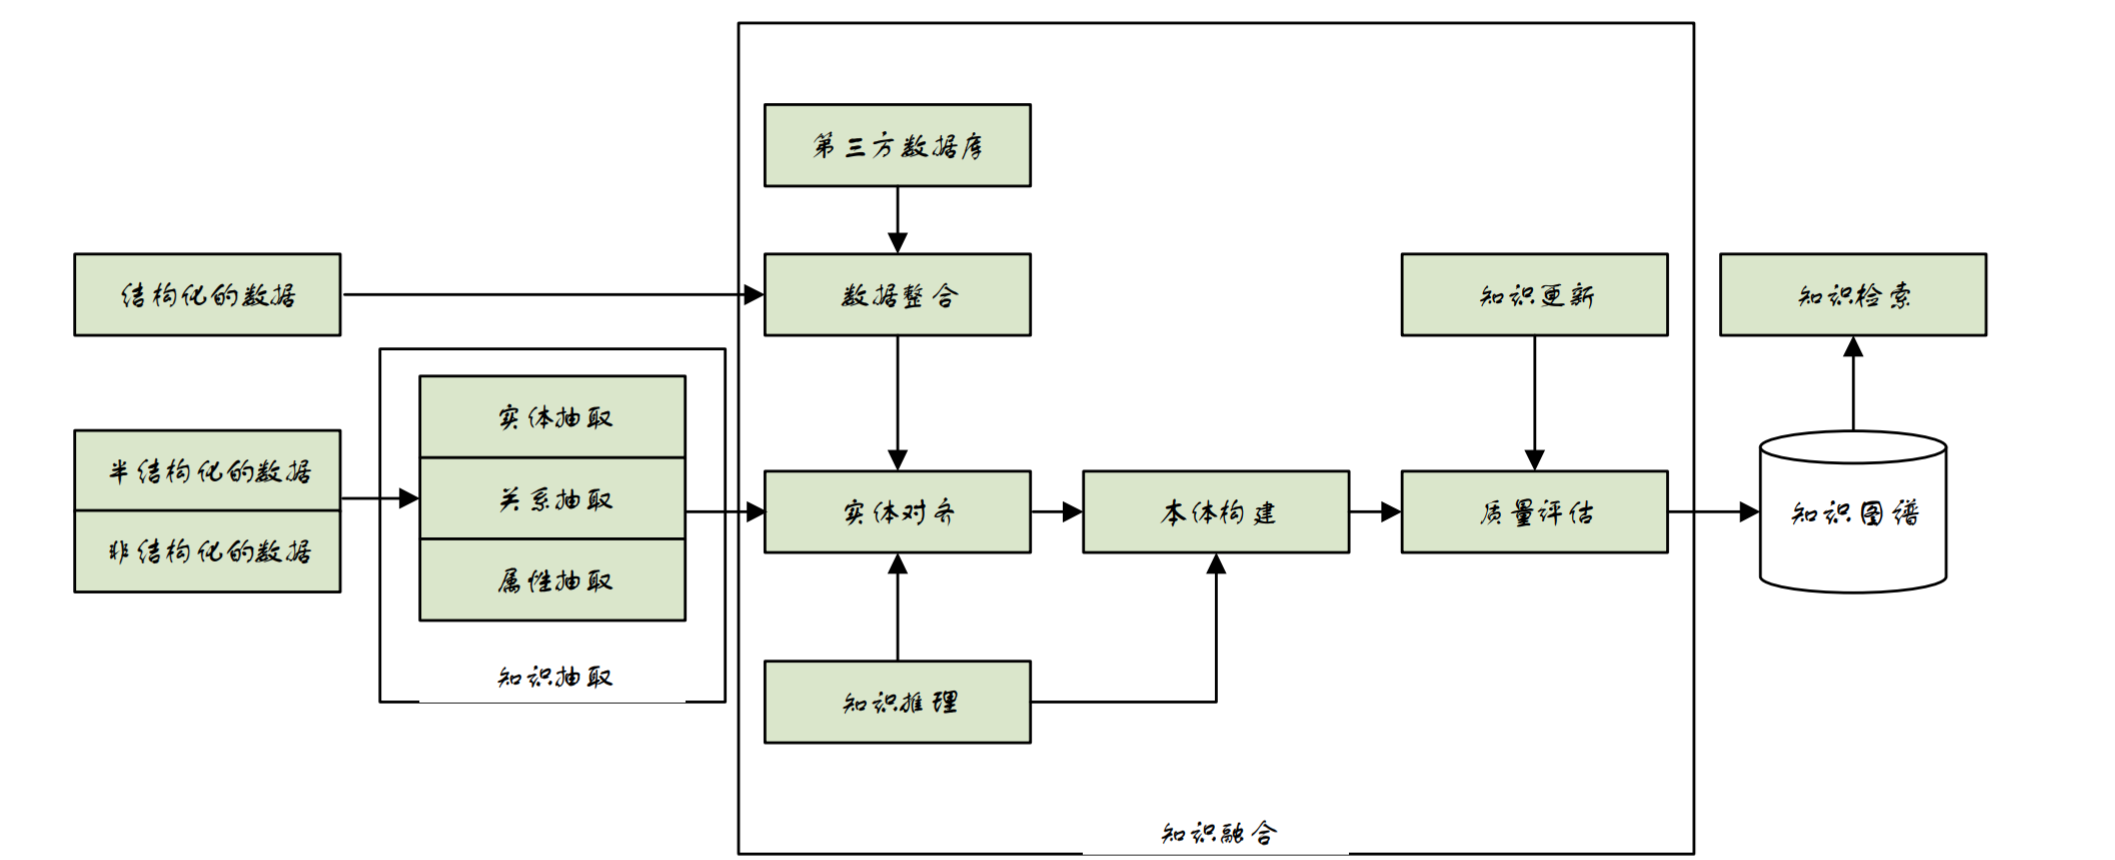 第三方数据库
结构化的数据
数据整合
知识更新
知识检索
实体抽取
半结构化的数据
关系抽取
实体对齐
本体构建
质量评估
知识图谱
非结构化的数据
属性抽取
知识抽取
知识推理
知识融合